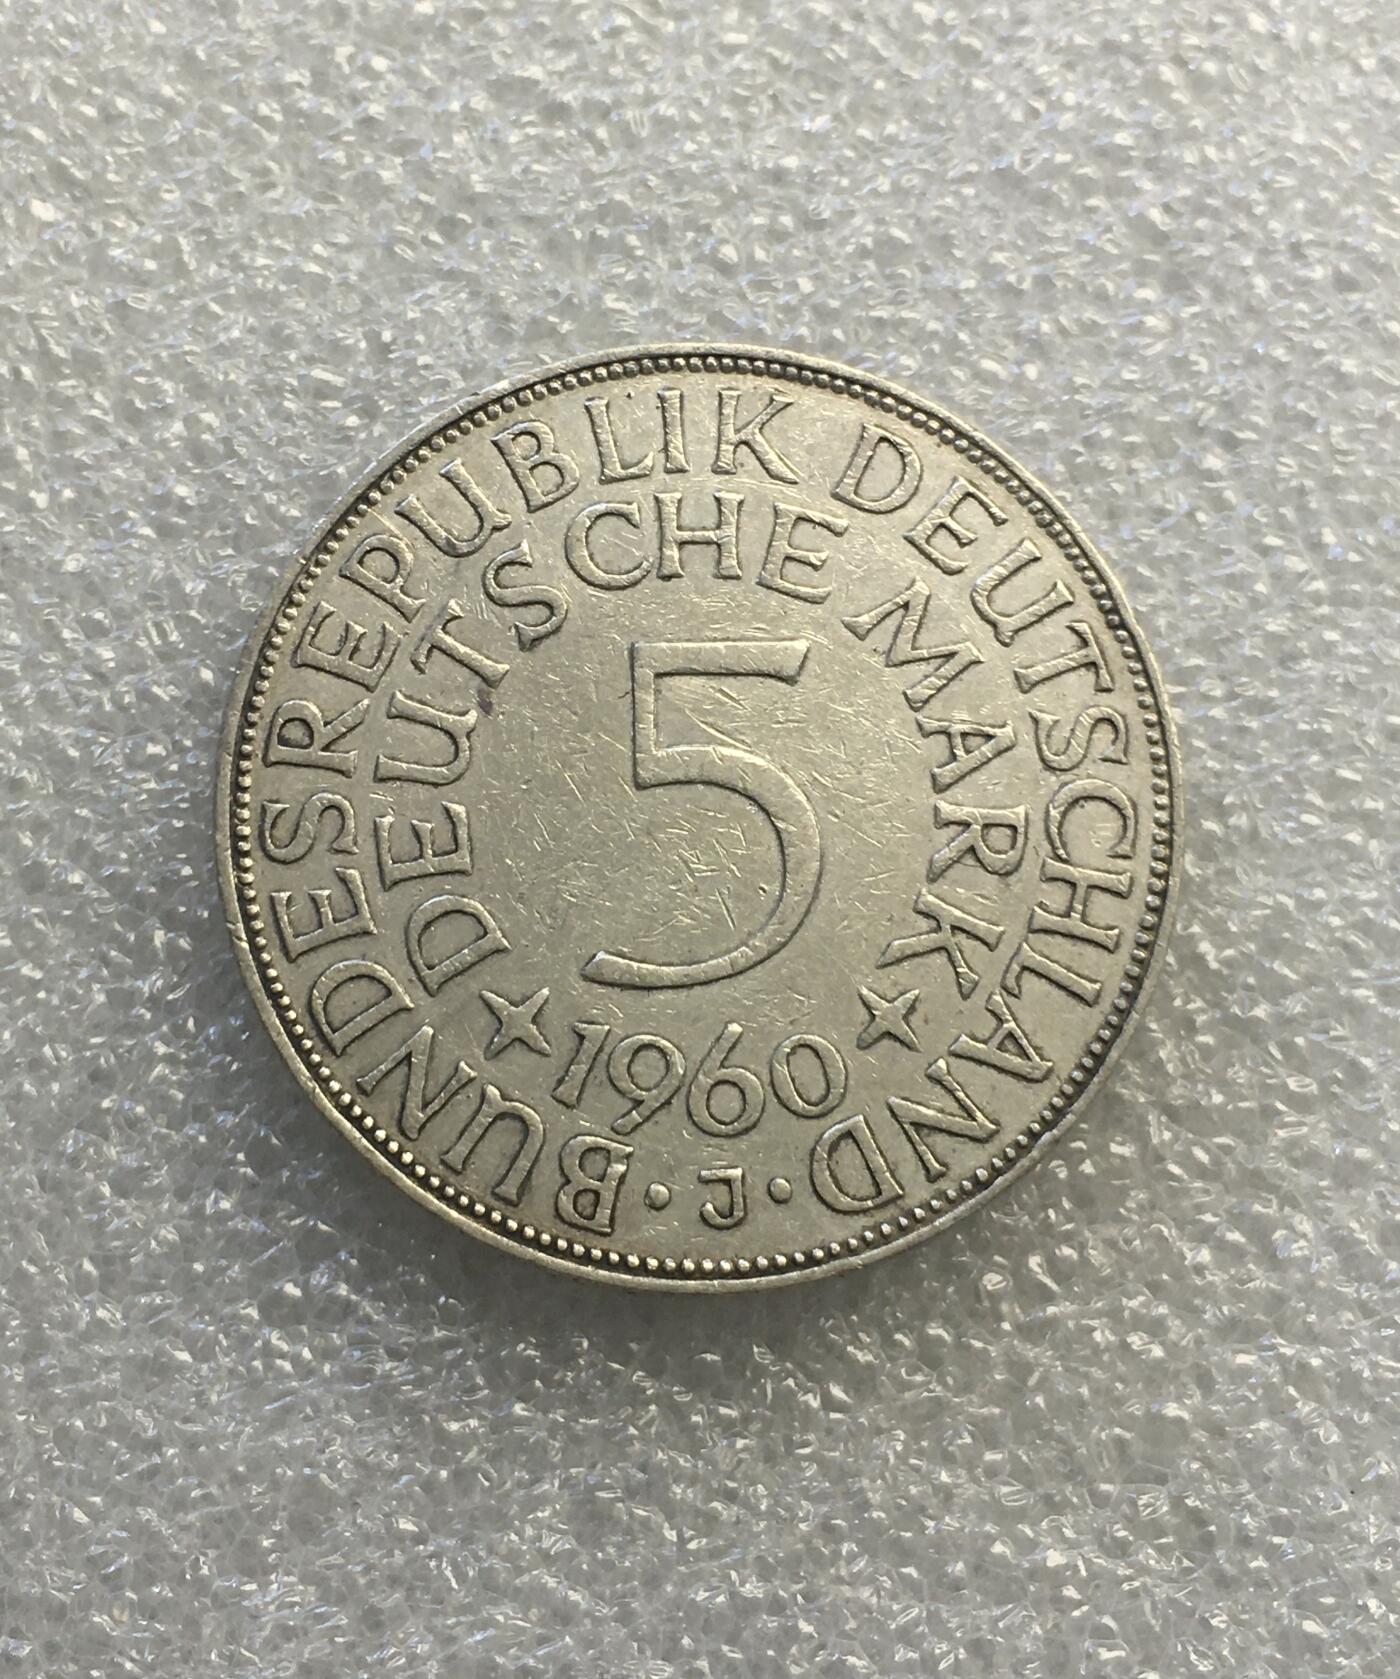 BUNDESREPUBLIK DEUTSCHLAND
DEUTSCHE MARK
5
1960
· J ·